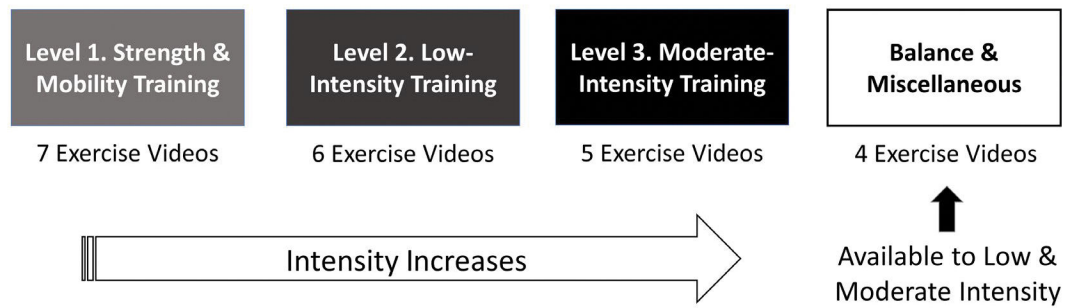 Level 1. Strength &
Mobility Training
Level 2. Low-
Intensity Training
Level 3. Moderate-
Intensity Training
Balance &
Miscellaneous
7 Exercise Videos
6 Exercise Videos
5 Exercise Videos
4 Exercise Videos
Intensity Increases
Available to Low &
Moderate Intensity